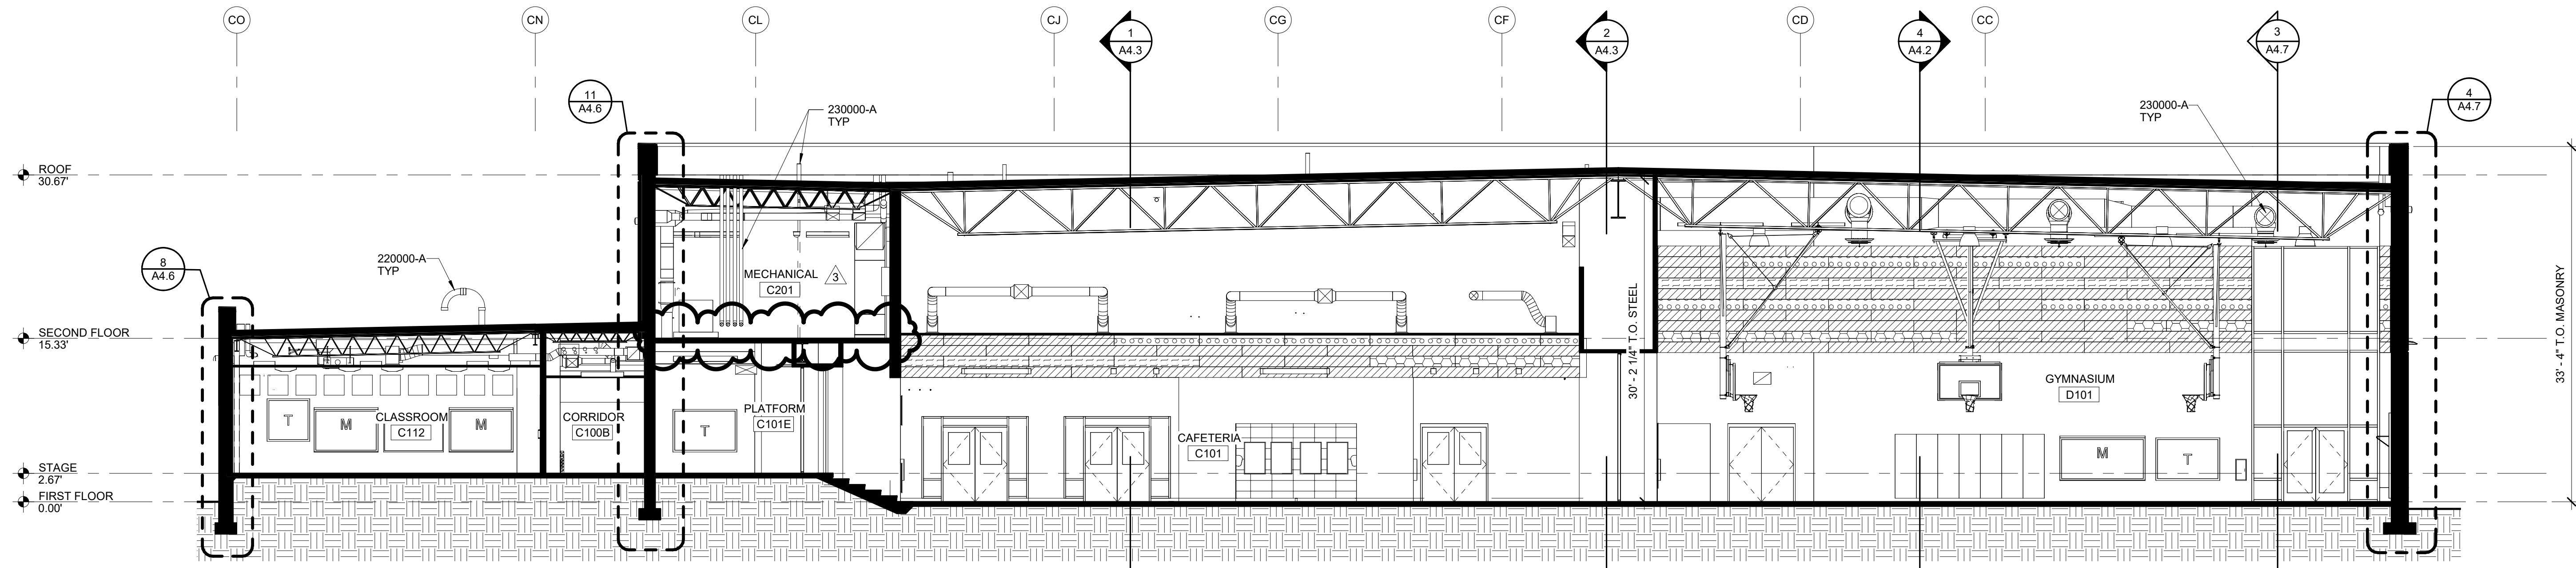 CO
CN
CL
CJ
CG
CF
CD
CC
1
A4.3
2
A4.3
4
A4.2
3
A4.7
11
A4.6
4
A4.7
8
A4.6
230000-A
TYP
230000-A
TYP
220000-A
TYP
ROOF
30.67'
SECOND FLOOR
15.33'
STAGE
2.67'
FIRST FLOOR
0.00'
MECHANICAL
C201
3
CLASSROOM
C112
CORRIDOR
C100B
PLATFORM
C101E
CAFETERIA
C101
GYMNASIUM
D101
T
M
M
T
M
T
30' - 2 1/4" T.O. STEEL
33' - 4" T.O. MASONRY